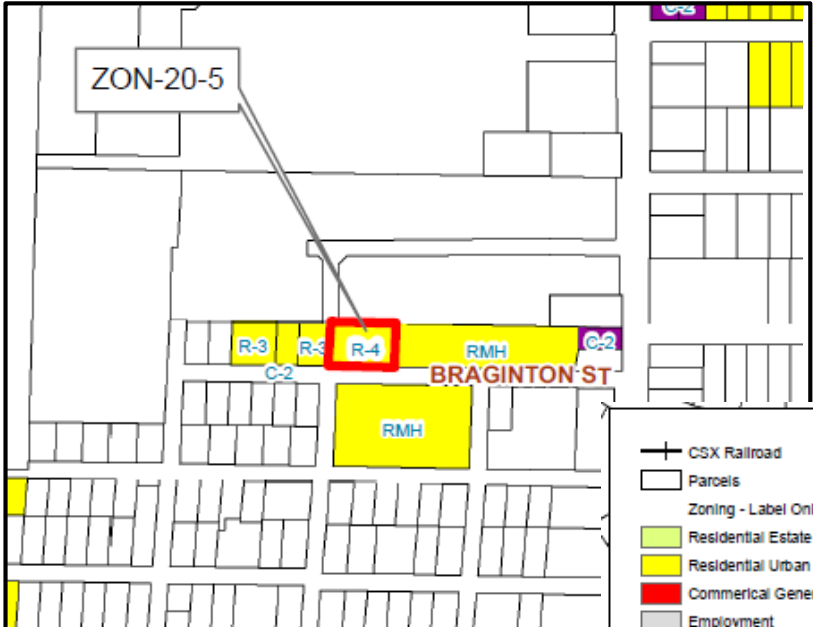 C-2
ZON-20-5
R-3
R-3
R-4
RMH
C-2
C-2
BRAGINTON ST
RMH
CSX Railroad
Parcels
Zoning - Label Onl
Residential Estate
Residential Urban
Commerical Gener
Employment